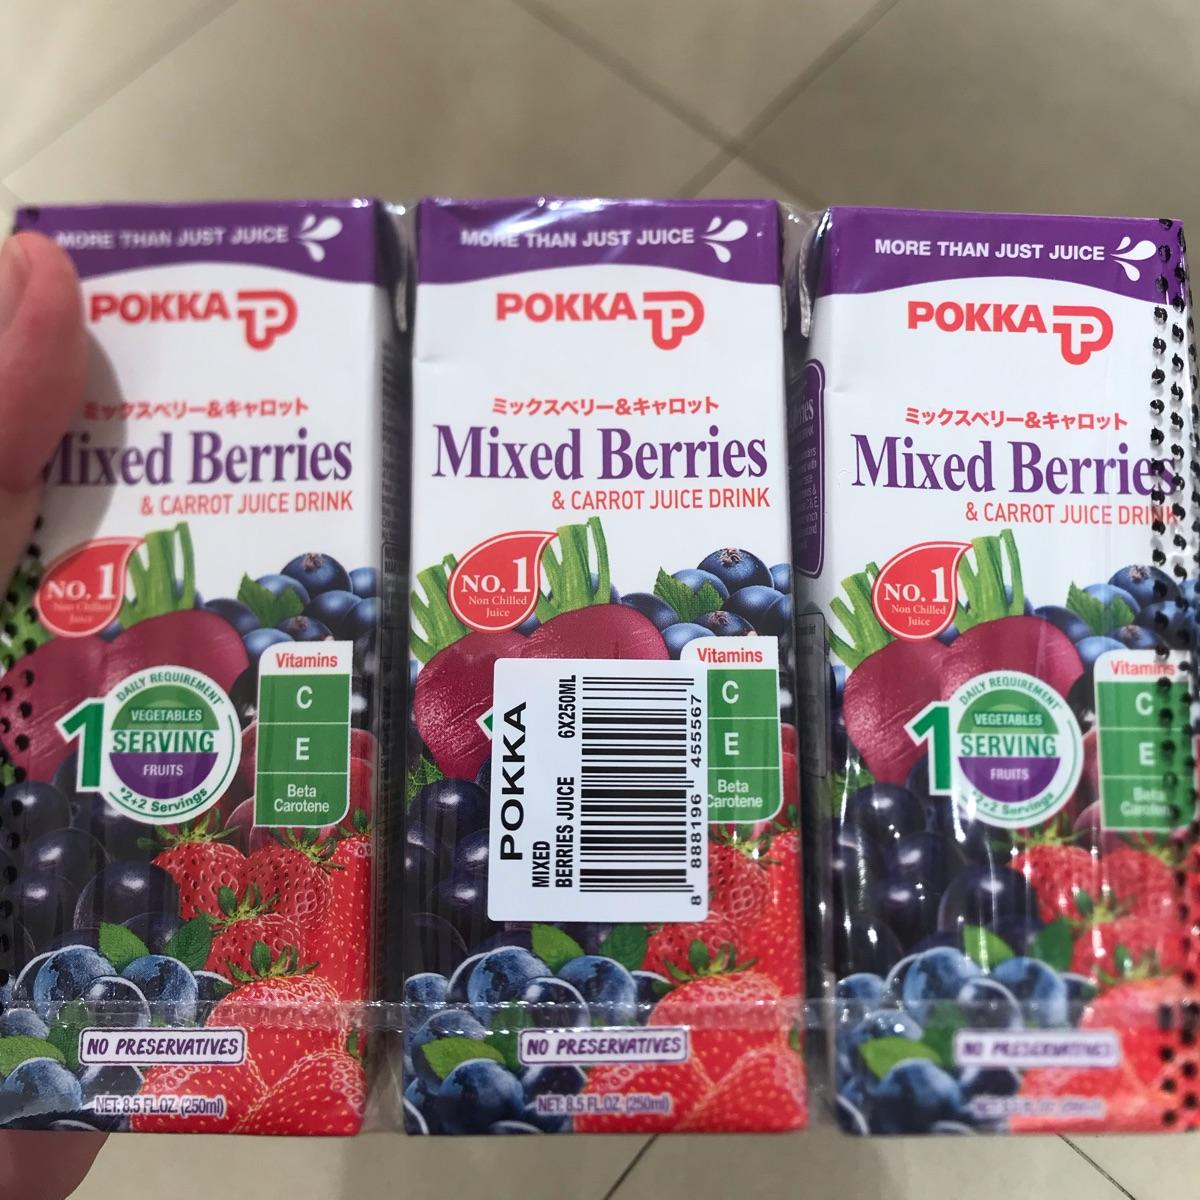 MORE THAN JUST JUICE
POKKA
ミックスベリー&キャロット
Mixed Berries
& CARROT JUICE DRINK
NO. 1
Non Chilled
Juice
Vitamins
C
E
Beta
Carotene
1
DAILY REQUIREMENT
VEGETABLES
SERVING
FRUITS
*2+2 Servings
NO PRESERVATIVES
NET: 8.5 FL.OZ. (250ml)
MORE THAN JUST JUICE
POKKA
ミックスベリー&キャロット
Mixed Berries
& CARROT JUICE DRINK
NO. 1
Non Chilled
Juice
Vitamins
C
E
Beta
Carotene
POKKA
MIXED
BERRIES JUICE 6X250ML
8 888196 455567
NO PRESERVATIVES
NET: 8.5 FL.OZ. (250ml)
MORE THAN JUST JUICE
POKKA
ミックスベリー&キャロット
Mixed Berries
& CARROT JUICE DRINK
NO. 1
Non Chilled
Juice
Vitamins
C
E
Beta
Carotene
1
DAILY REQUIREMENT
VEGETABLES
SERVING
FRUITS
*2+2 Servings
NO PRESERVATIVES